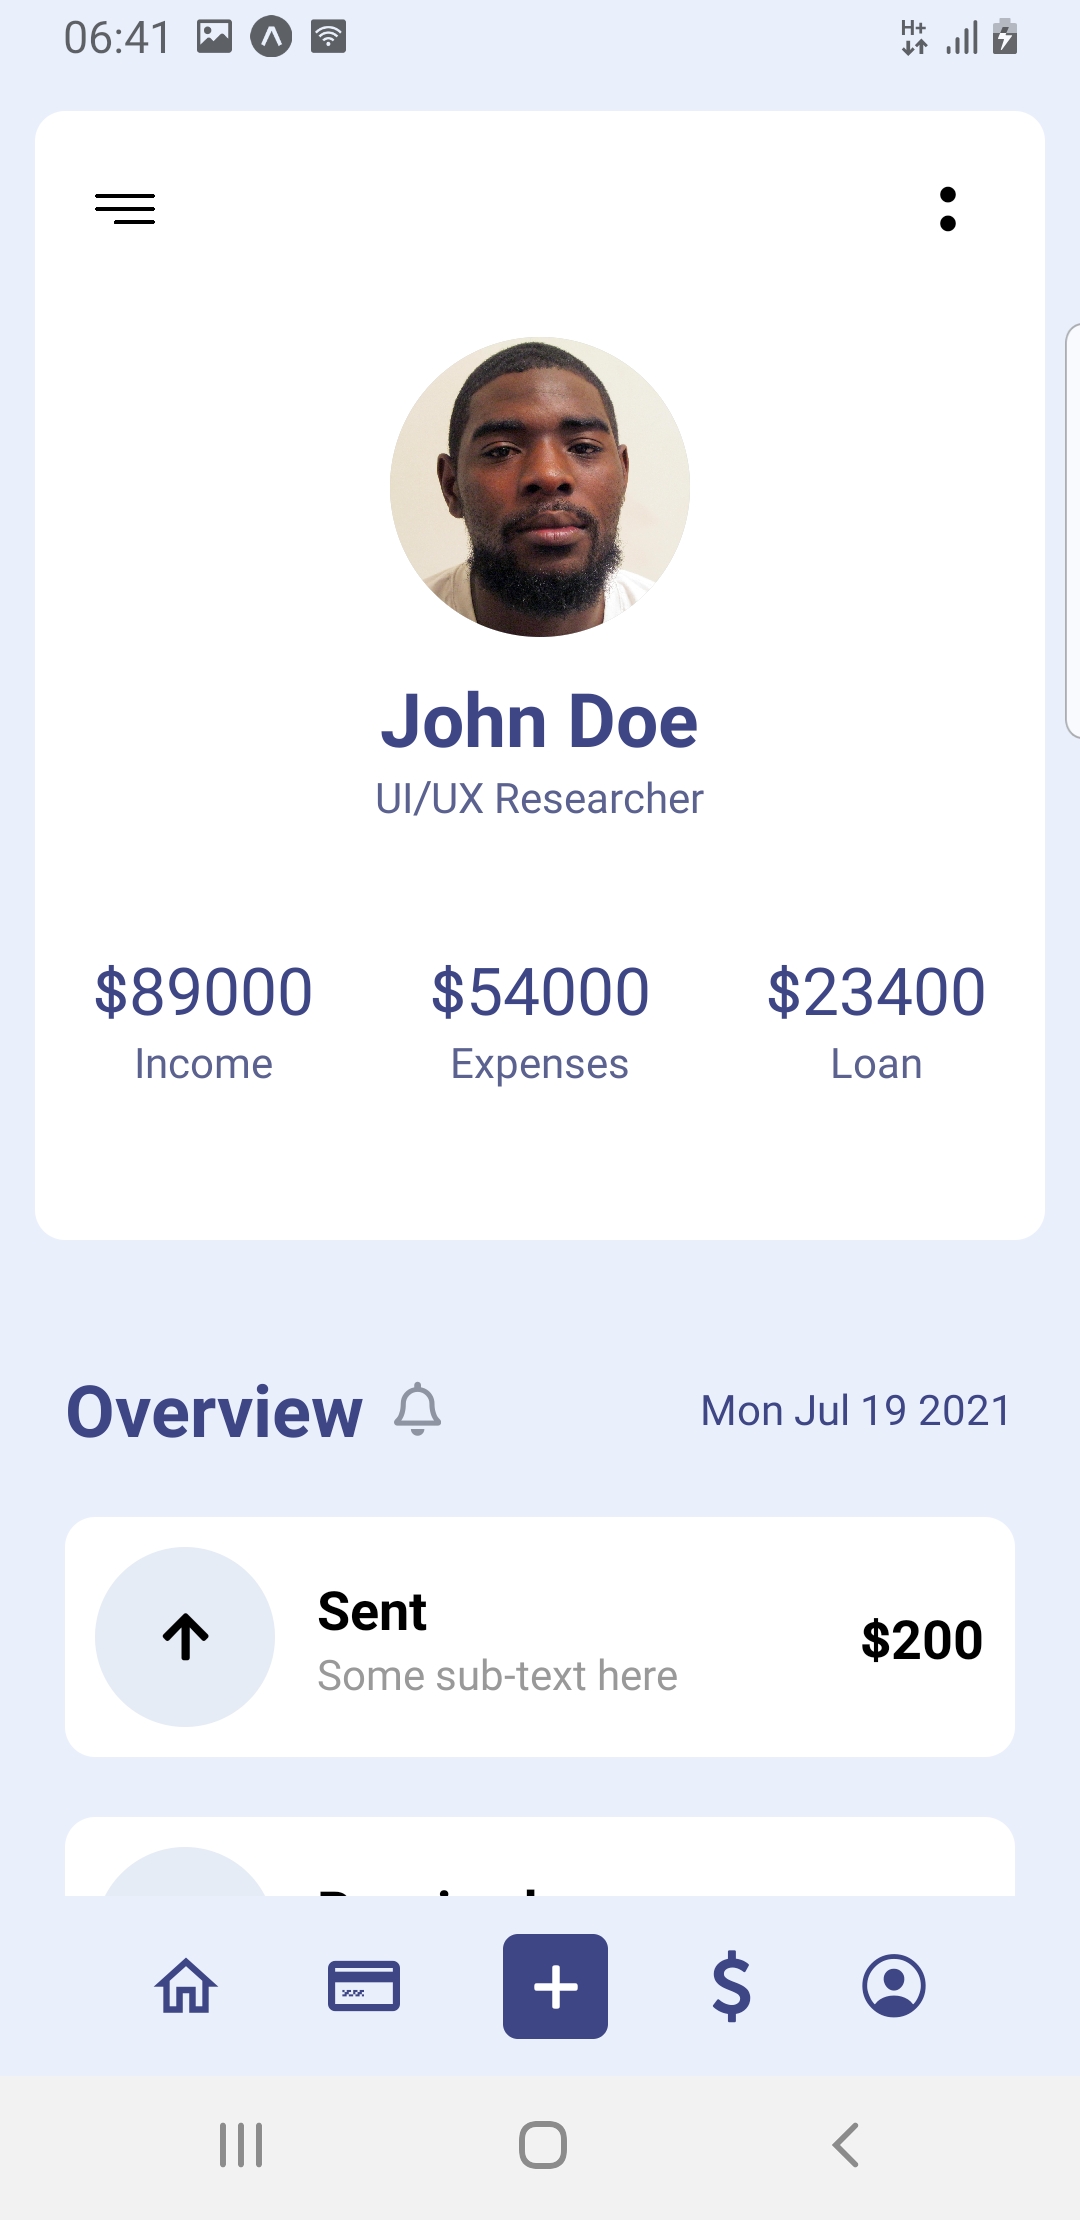 06:41
H+
John Doe
UI/UX Researcher
$89000 $54000 $23400
Income Expenses Loan
Overview Mon Jul 19 2021
Sent
Some sub-text here
$200